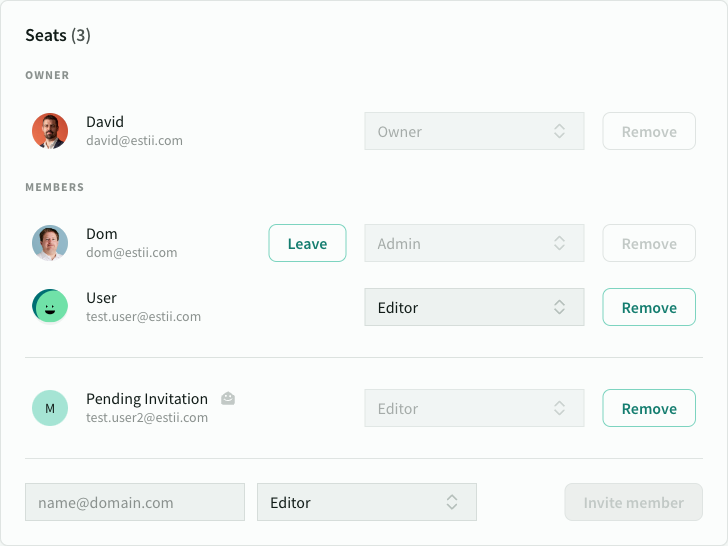 Seats (3)
OWNER
David
david@estii.com
Owner
Remove
MEMBERS
Dom
dom@estii.com
Leave
Admin
Remove
User
test.user@estii.com
Editor
Remove
M
Pending Invitation
test.user2@estii.com
Editor
Remove
name@domain.com
Editor
Invite member